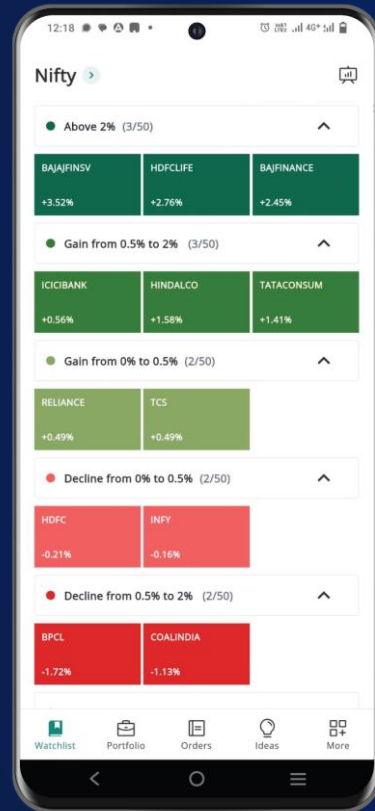 12:18
4G+
Nifty
Above 2% (3/50)
BAJAJFINSV HDFCLIFE BAJFINANCE
+3.52% +2.76% +2.45%
Gain from 0.5% to 2% (3/50)
ICICIBANK HINDALCO TATACONSUM
+0.56% +1.58% +1.41%
Gain from 0% to 0.5% (2/50)
RELIANCE TCS
+0.49% +0.49%
Decline from 0% to 0.5% (2/50)
HDFC INFY
-0.21% -0.16%
Decline from 0.5% to 2% (2/50)
BPCL COALINDIA
-1.72% -1.13%
Watchlist Portfolio Orders Ideas More